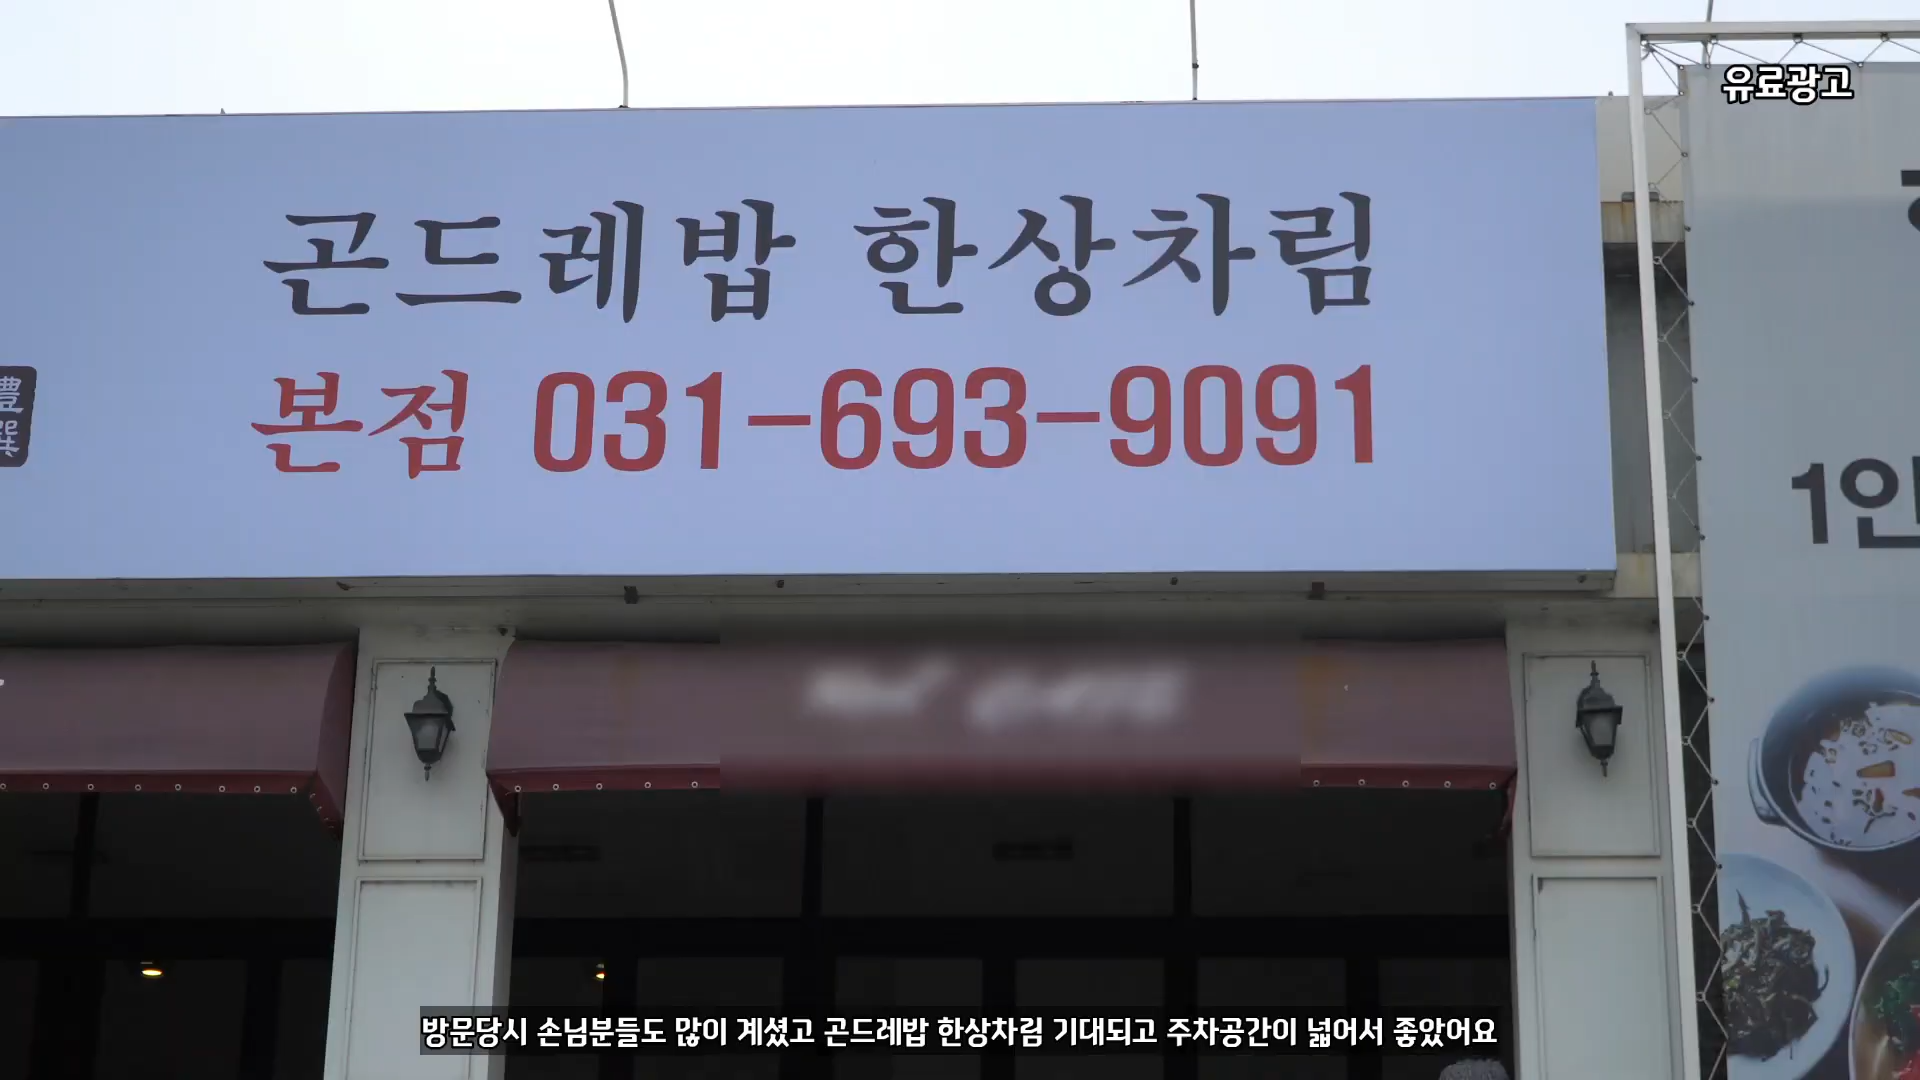 유료광고
곤드레밥 한상차림
본점 031-693-9091
豊
選
1인
방문당시 손님분들도 많이 계셨고 곤드레밥 한상차림 기대되고 주차공간이 넓어서 좋았어요